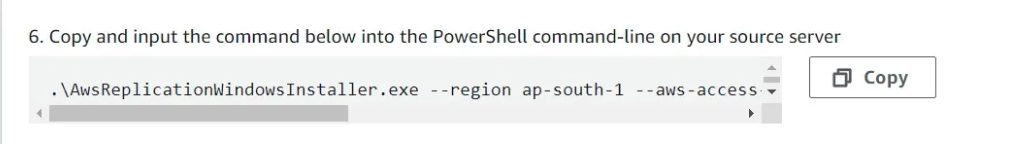 6. Copy and input the command below into the PowerShell command-line on your source server
.\AwsReplicationWindowsInstaller.exe --region ap-south-1 --aws-access
Copy